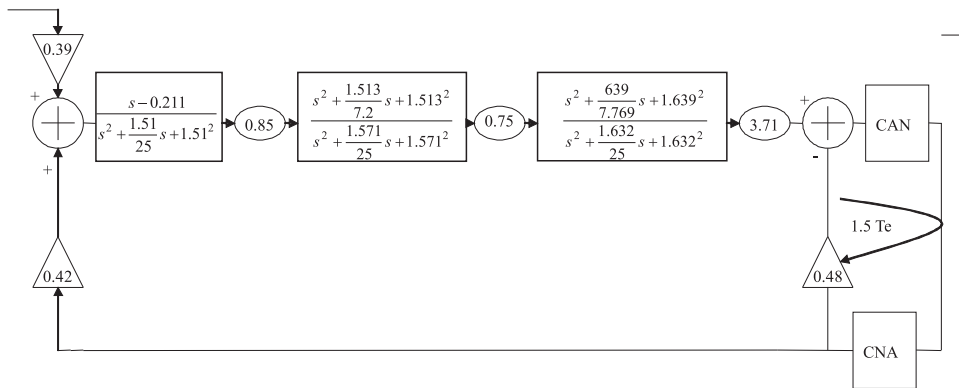 0.39
+
s − 0.211
s² + 1.51/25 s + 1.51²
0.85
s² + 1.513/7.2 s + 1.513²
s² + 1.571/25 s + 1.571²
0.75
s² + 639/7.769 s + 1.639²
s² + 1.632/25 s + 1.632²
3.71
+
CAN
+
-
1.5 Te
0.42
0.48
CNA